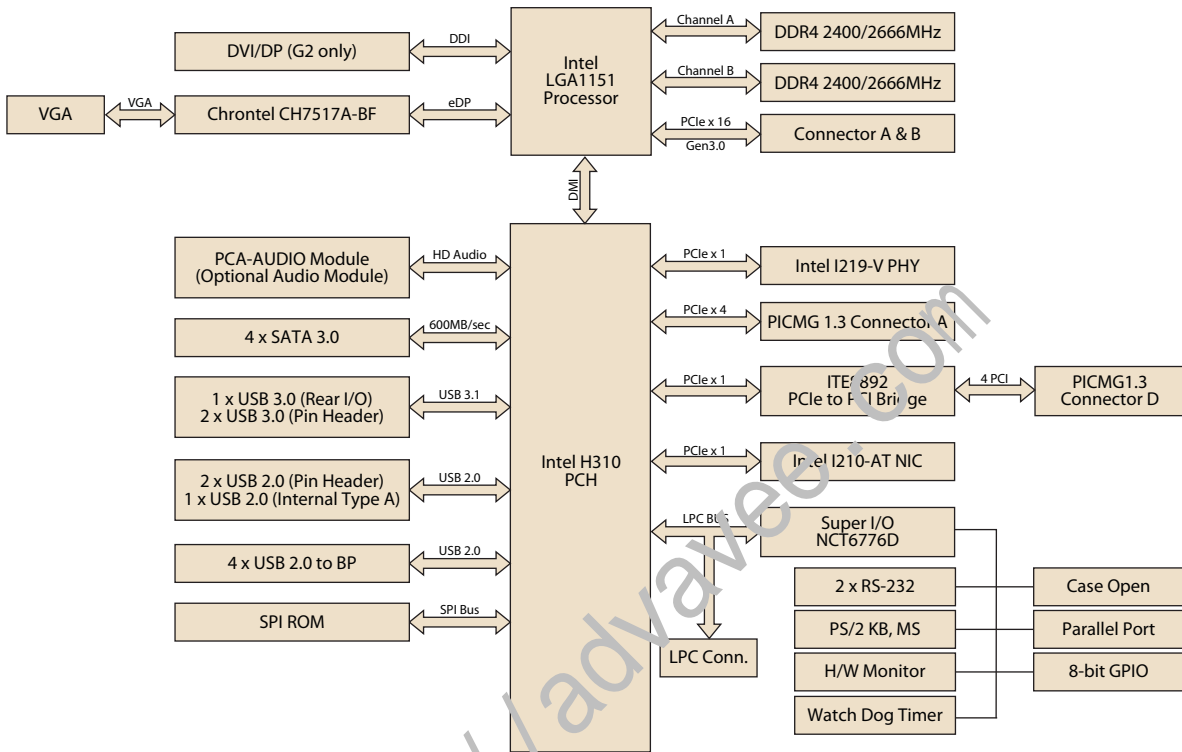 DVI/DP (G2 only)
DDI
Intel
LGA1151
Processor
Channel A
DDR4 2400/2666MHz
Channel B
DDR4 2400/2666MHz
VGA
VGA
Chrontel CH7517A-BF
eDP
PCIe x 16
Gen3.0
Connector A & B
DMI
PCA-AUDIO Module
(Optional Audio Module)
HD Audio
4 x SATA 3.0
600MB/sec
1 x USB 3.0 (Rear I/O)
2 x USB 3.0 (Pin Header)
USB 3.1
2 x USB 2.0 (Pin Header)
1 x USB 2.0 (Internal Type A)
USB 2.0
4 x USB 2.0 to BP
USB 2.0
SPI ROM
SPI Bus
Intel H310
PCH
PCIe x 1
Intel I219-V PHY
PCIe x 4
PICMG 1.3 Connector A
PCIe x 1
ITE8892
PCIe to PCI Bridge
4 PCI
PICMG1.3
Connector D
PCIe x 1
Intel I210-AT NIC
LPC BUS
Super I/O
NCT6776D
LPC Conn.
2 x RS-232
Case Open
PS/2 KB, MS
Parallel Port
H/W Monitor
8-bit GPIO
Watch Dog Timer
//advavee.com